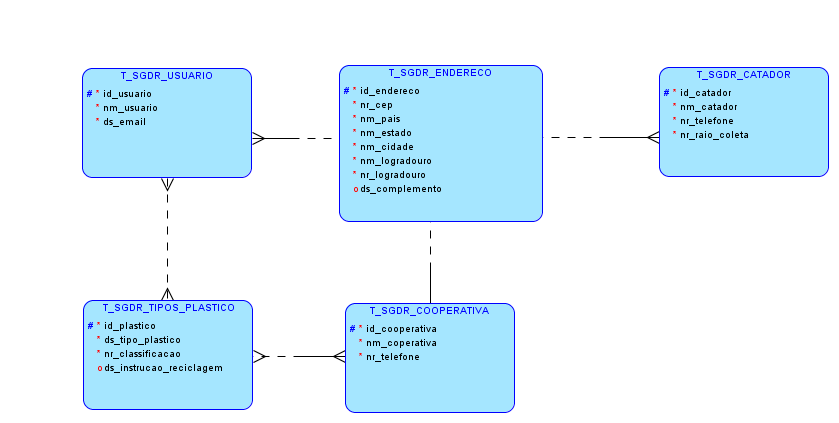 T_SGDR_USUARIO
# * id_usuario
* nm_usuario
* ds_email
T_SGDR_ENDERECO
# * id_endereco
* nr_cep
* nm_pais
* nm_estado
* nm_cidade
* nm_logradouro
* nr_logradouro
o ds_complemento
T_SGDR_CATADOR
# * id_catador
* nm_catador
* nr_telefone
* nr_raio_coleta
T_SGDR_TIPOS_PLASTICO
# * id_plastico
* ds_tipo_plastico
* nr_classificacao
o ds_instrucao_reciclagem
T_SGDR_COOPERATIVA
# * id_cooperativa
* nm_coperativa
* nr_telefone